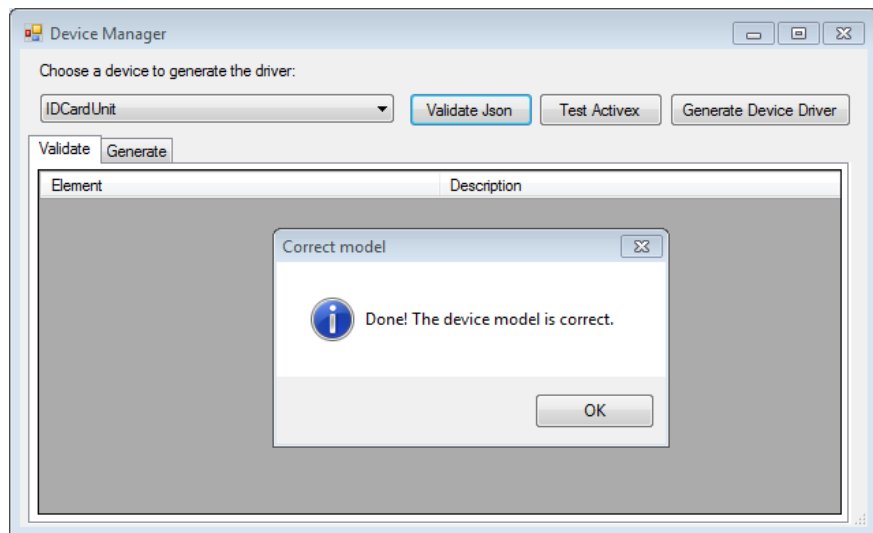 Device Manager
Choose a device to generate the driver:
IDCardUnit
Validate Json
Test Activex
Generate Device Driver
Validate
Generate
Element
Description
Correct model
Done! The device model is correct.
OK